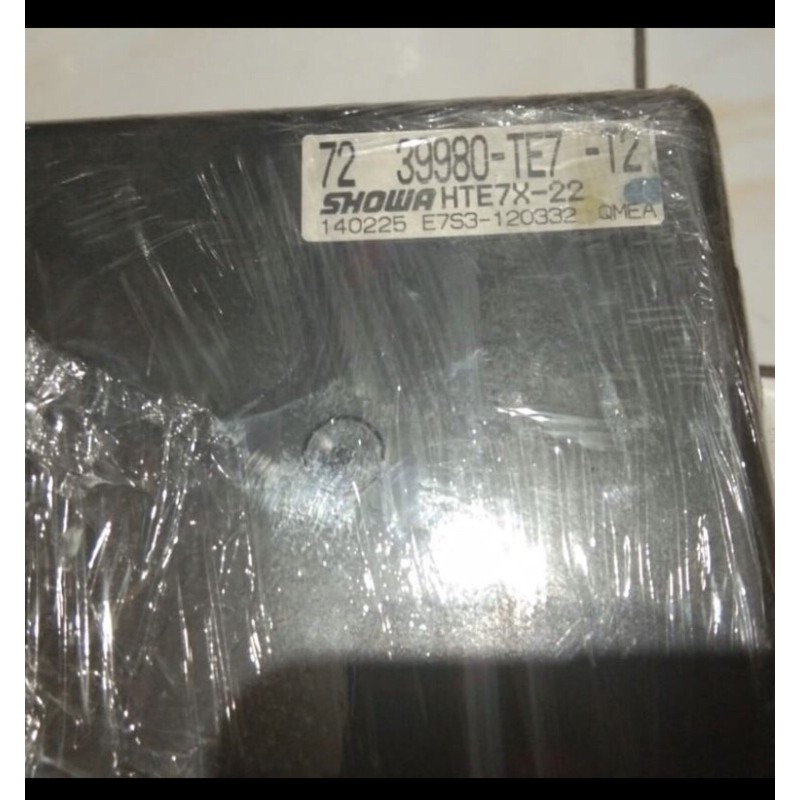 72 39980-TE7 -T2
SHOWA HTE7X-22
140225 E7S3-120332 QMEA